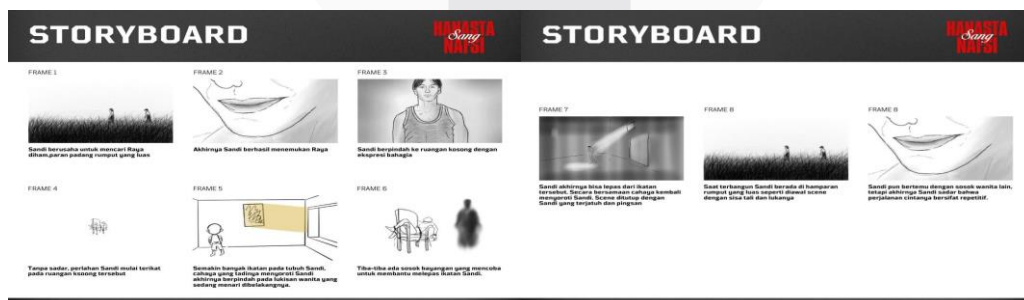 STORYBOARD
HANASTA
Sang
NAFSI
FRAME 1
FRAME 2
FRAME 3
Sandi berusaha untuk mencari Raya
diham,paran padang rumput yang luas
Akhirnya Sandi berhasil menemukan Raya
Sandi berpindah ke ruangan kosong dengan
ekspresi bahagia
FRAME 4
FRAME 5
FRAME 6
Tanpa sadar, perlahan Sandi mulai terikat
pada ruangan ksoong tersebut
Semakin banyak ikatan pada tubuh Sandi,
cahaya yang tadinya menyoroti Sandi
akhirnya berpindah pada lukisan wanita yang
sedang menari dibelakangnya.
Tiba-tiba ada sosok bayangan yang mencoba
untuk membantu melepas ikatan Sandi.
STORYBOARD
HANASTA
Sang
NAFSI
FRAME 7
FRAME 8
FRAME 8
Sandi akhirnya bisa lepas dari ikatan
tersebut. Secara bersamaan cahaya kembali
menyoroti Sandi. Scene ditutup dengan
Sandi yang terjatuh dan pingsan
Saat terbangun Sandi berada di hamparan
rumput yang luas seperti diawal scene
dengan sisa tali dan lukanya
Sandi pun bertemu dengan sosok wanita lain,
tetapi akhirnya Sandi sadar bahwa
perjalanan cintanya bersifat repetitif.